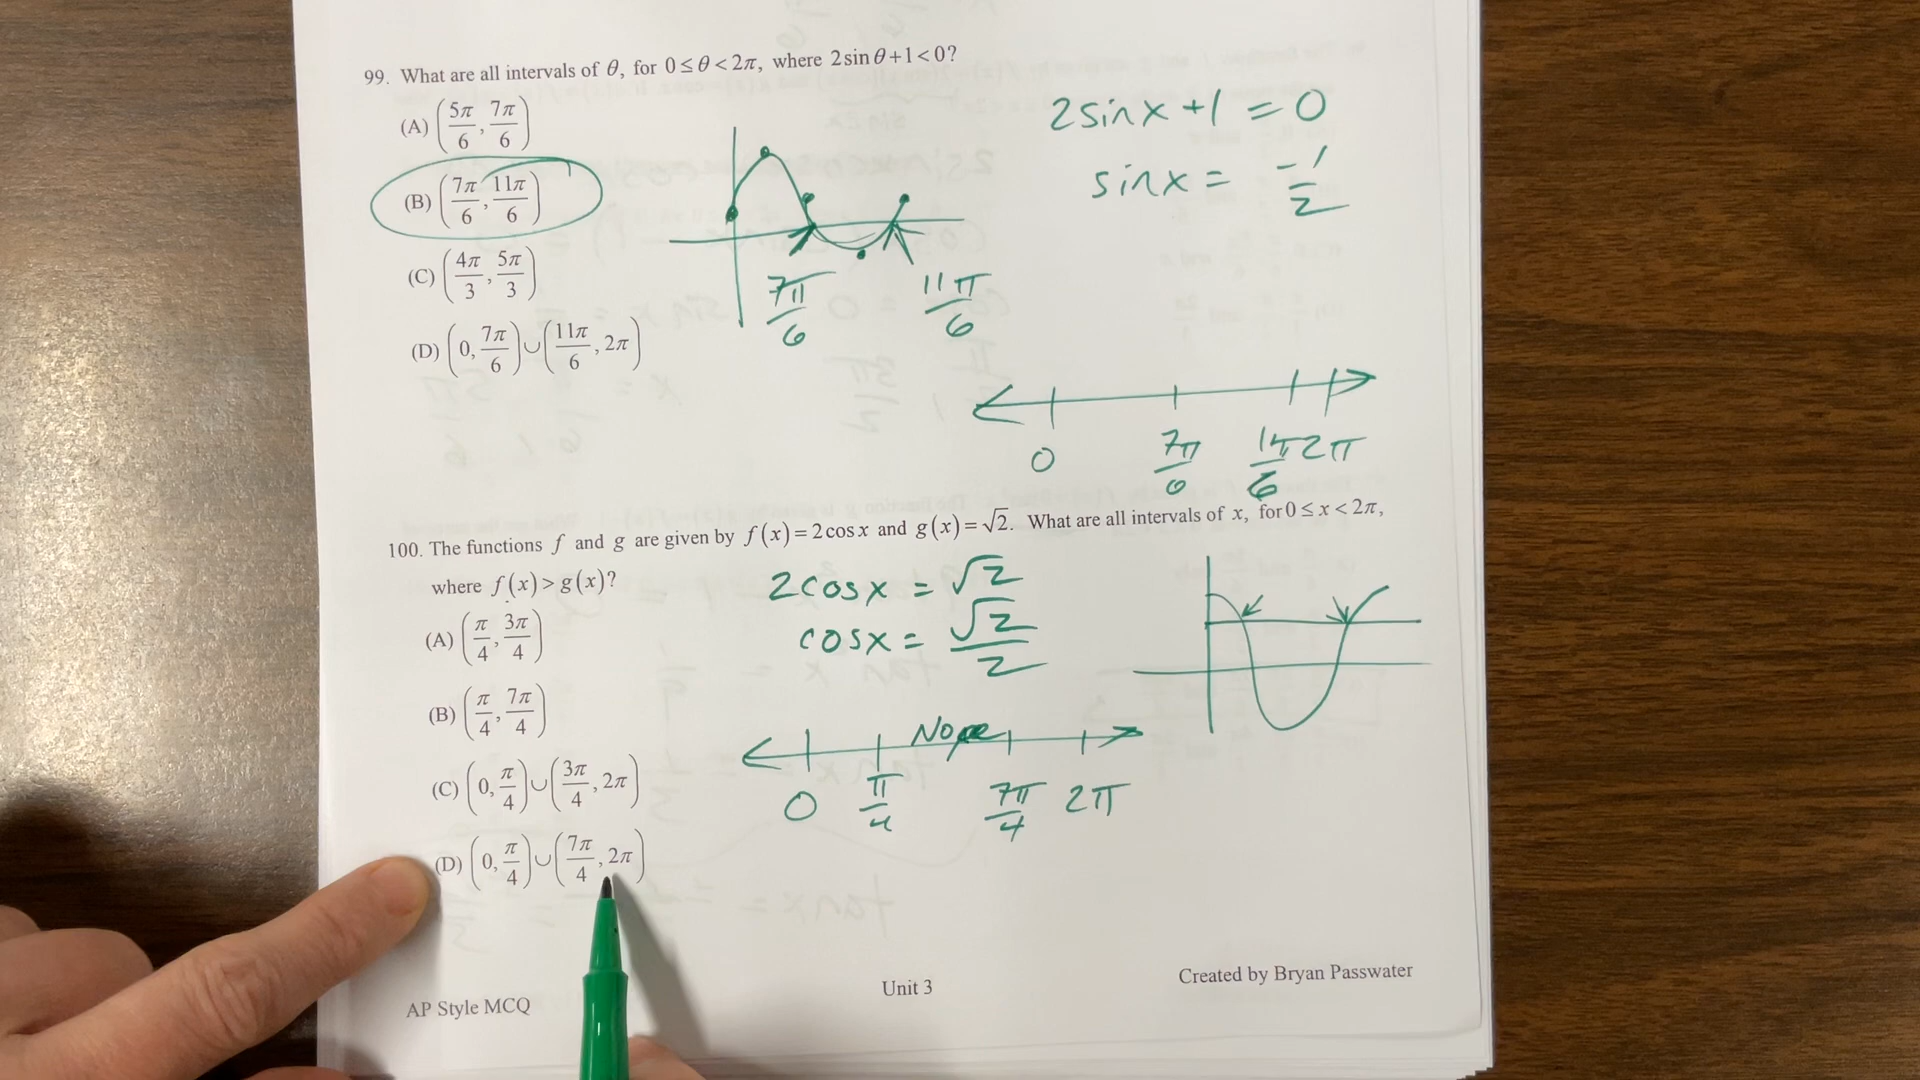 99. What are all intervals of θ, for 0 ≤ θ < 2π, where 2 sin θ + 1 < 0?
(A) (5π/6, 7π/6)
(B) (7π/6, 11π/6)
(C) (4π/3, 5π/3)
(D) (0, 7π/6) ∪ (11π/6, 2π)
2sinx + 1 = 0
sinx = -1/2
7π/6 11π/6
0 7π/6 11π/6 2π
100. The functions f and g are given by f(x) = 2cos x and g(x) = √2. What are all intervals of x, for 0 ≤ x < 2π,
where f(x) > g(x)?
(A) (π/4, 3π/4)
(B) (π/4, 7π/4)
(C) (0, π/4) ∪ (3π/4, 2π)
(D) (0, π/4) ∪ (7π/4, 2π)
2cosx = √2
cosx = √2/2
Nope
0 π/4 7π/4 2π
AP Style MCQ
Unit 3
Created by Bryan Passwater